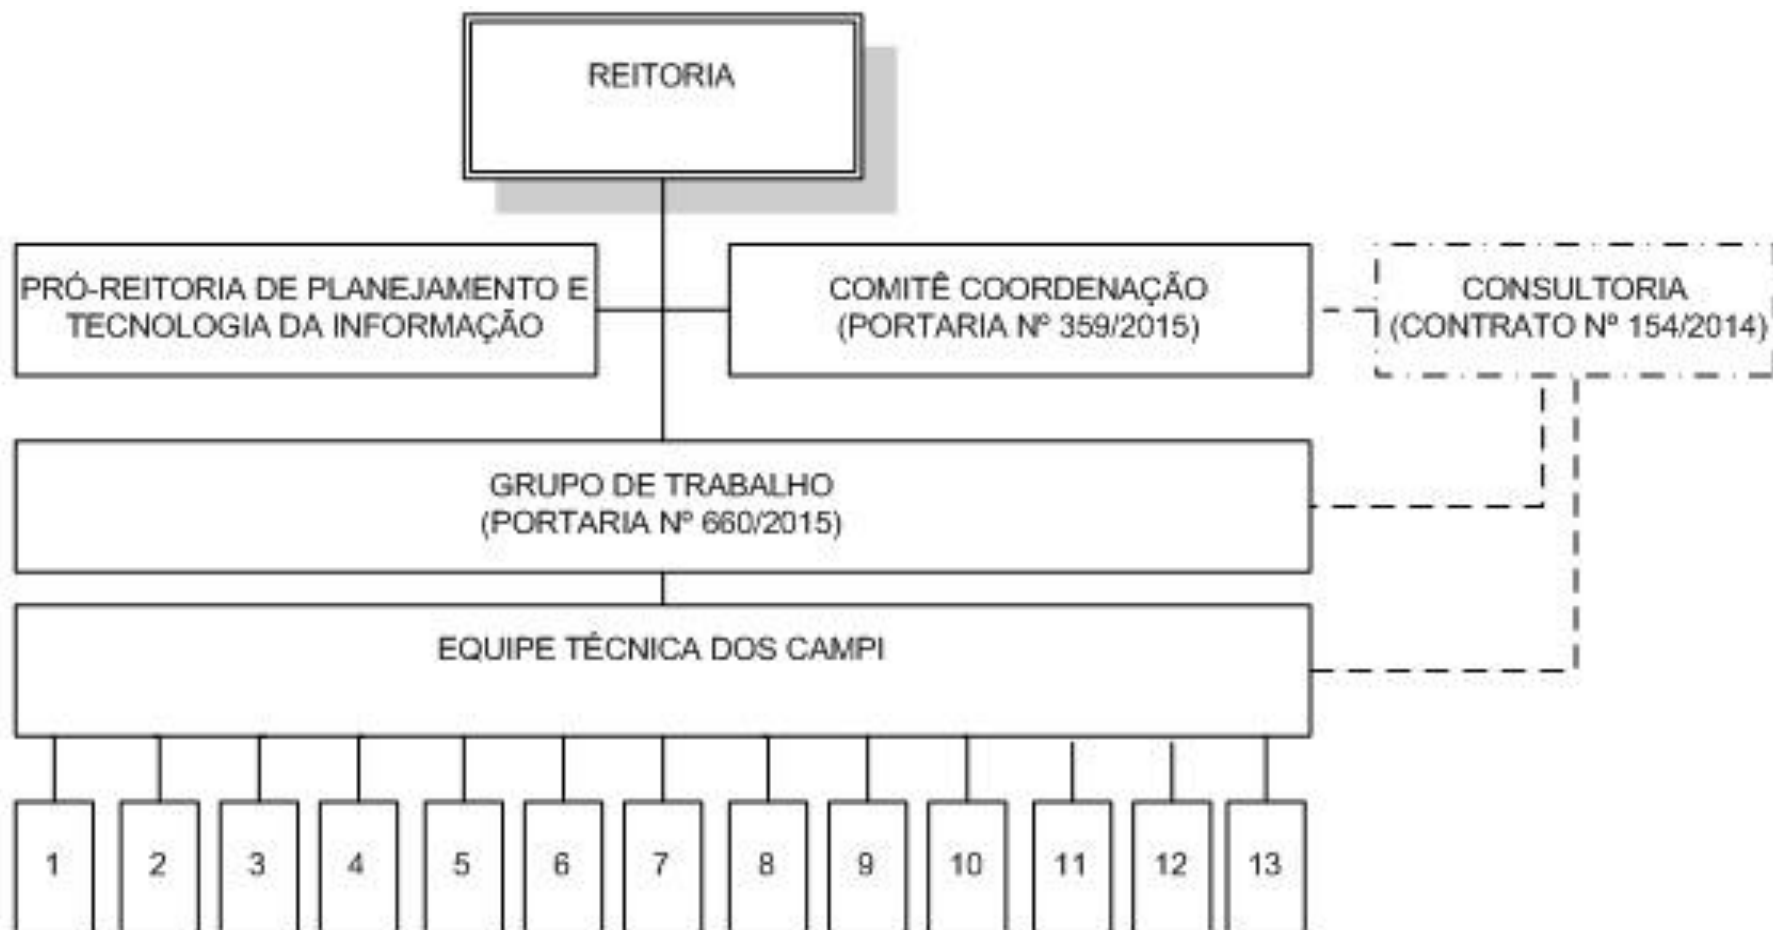 REITORIA
PRÓ-REITORIA DE PLANEJAMENTO E
TECNOLOGIA DA INFORMAÇÃO
COMITÊ COORDENAÇÃO
(PORTARIA Nº 359/2015)
CONSULTORIA
(CONTRATO Nº 154/2014)
GRUPO DE TRABALHO
(PORTARIA Nº 660/2015)
EQUIPE TÉCNICA DOS CAMPI
1 2 3 4 5 6 7 8 9 10 11 12 13